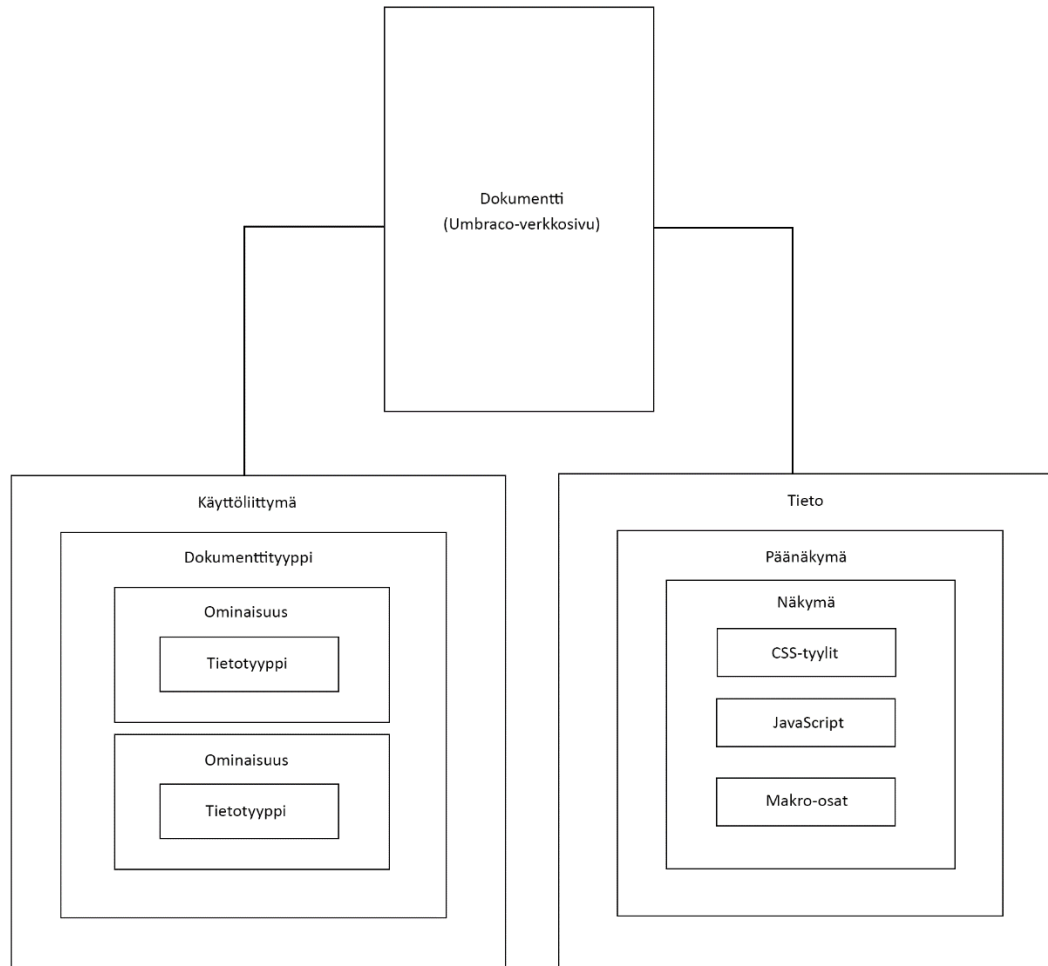 Dokumentti
(Umbraco-verkkosivu)
Käyttöliittymä
Dokumenttityyppi
Ominaisuus
Tietotyyppi
Ominaisuus
Tietotyyppi
Tieto
Päänäkymä
Näkymä
CSS-tyylit
JavaScript
Makro-osat